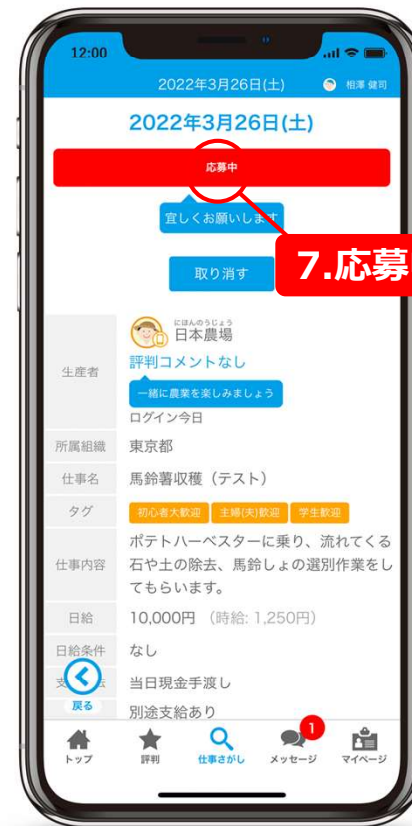 12:00
2022年3月26日(土)
相澤 健司
2022年3月26日(土)
応募中
宜しくお願いします
取り消す
7.応募
生産者
にほんのうじょう
日本農場
評判コメントなし
一緒に農業を楽しみましょう
ログイン今日
所属組織
東京都
仕事名
馬鈴薯収穫（テスト）
タグ
初心者大歓迎
主婦(夫)歓迎
学生歓迎
仕事内容
ポテトハーベスターに乗り、流れてくる
石や土の除去、馬鈴しょの選別作業をし
てもらいます。
日給
10,000円 （時給: 1,250円）
日給条件
なし
当日現金手渡し
戻る
別途支給あり
トップ
評判
仕事さがし
1
メッセージ
マイページ